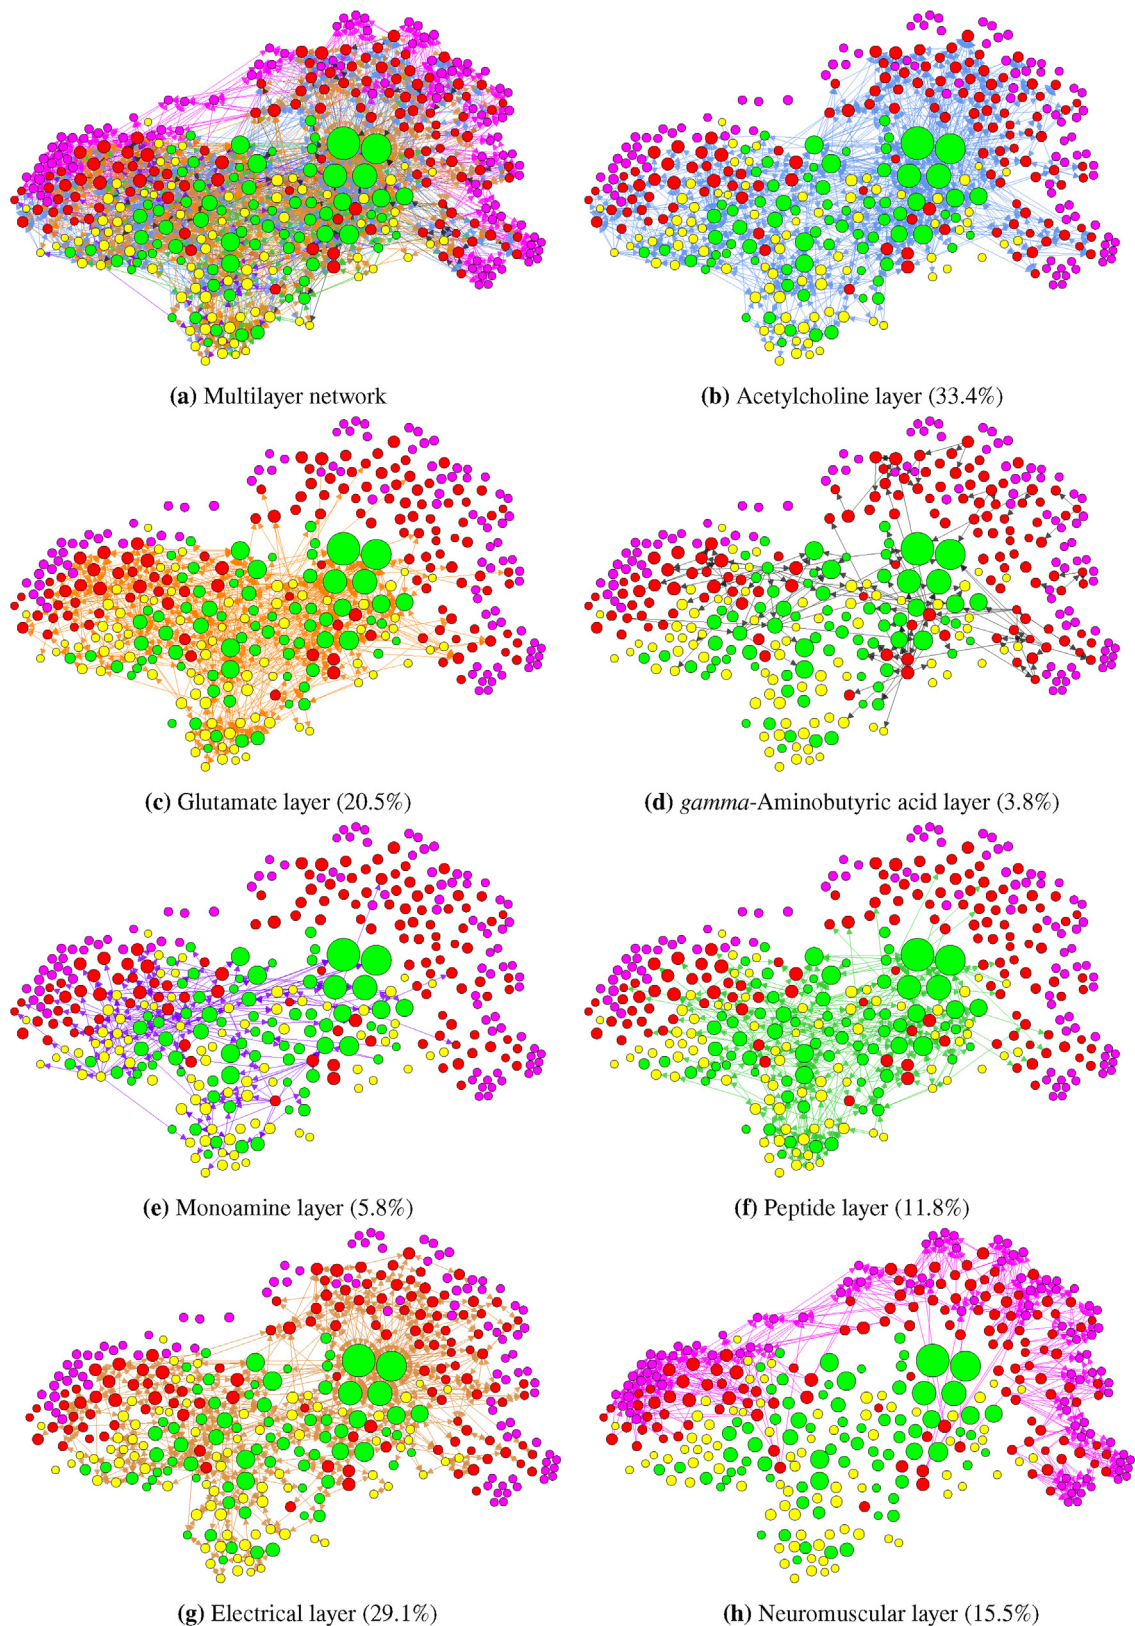 (a) Multilayer network
(b) Acetylcholine layer (33.4%)
(c) Glutamate layer (20.5%)
(d) gamma-Aminobutyric acid layer (3.8%)
(e) Monoamine layer (5.8%)
(f) Peptide layer (11.8%)
(g) Electrical layer (29.1%)
(h) Neuromuscular layer (15.5%)